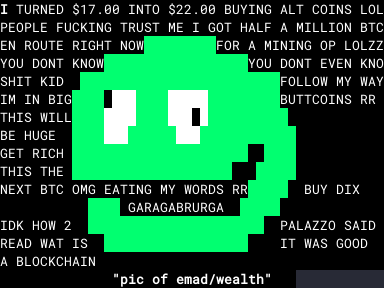 I TURNED $17.00 INTO $22.00 BUYING ALT COINS LOL
PEOPLE FUCKING TRUST ME I GOT HALF A MILLION BTC
EN ROUTE RIGHT NOW FOR A MINING OP LOLZZ
YOU DONT KNOW YOU DONT EVEN KNO
SHIT KID FOLLOW MY WAY
IM IN BIG BUTTCOINS RR
THIS WILL
BE HUGE
GET RICH
THIS THE
NEXT BTC OMG EATING MY WORDS RR BUY DIX
GARAGABRURGA
IDK HOW 2 PALAZZO SAID
READ WAT IS IT WAS GOOD
A BLOCKCHAIN
"pic of emad/wealth"